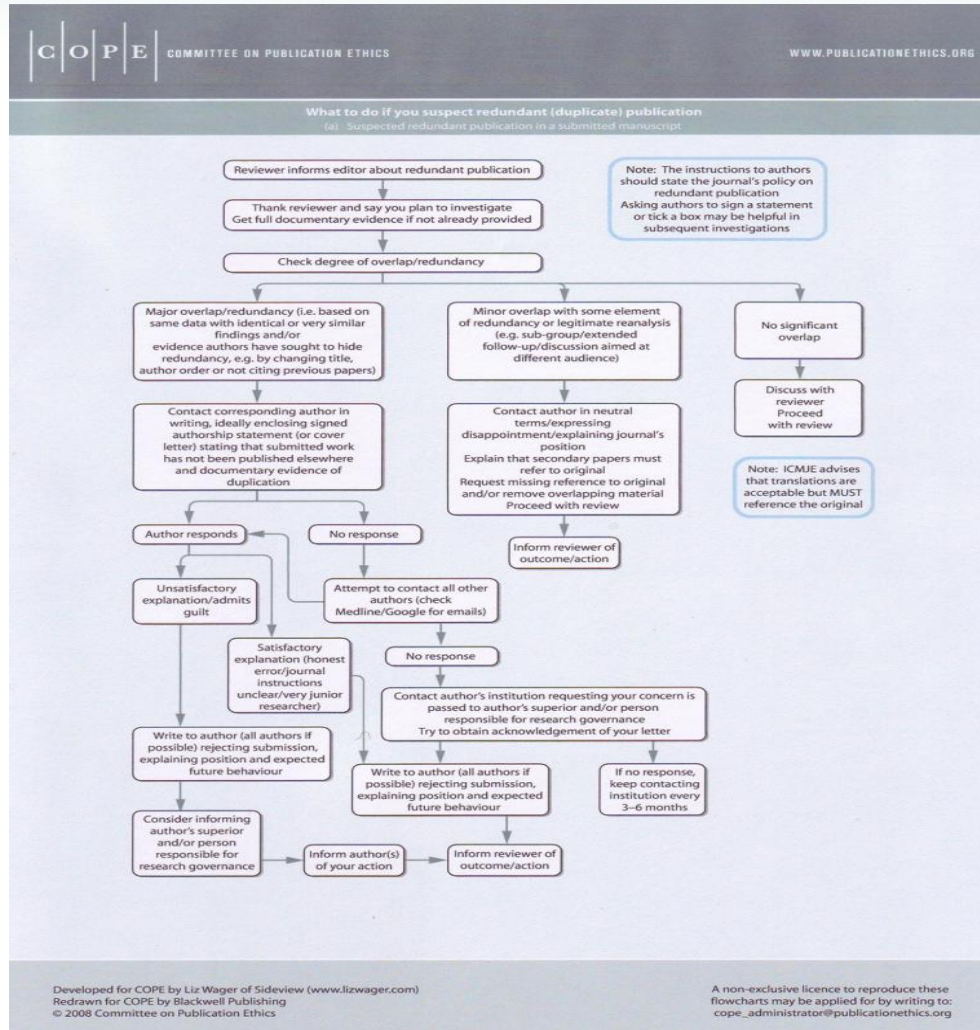 COPE COMMITTEE ON PUBLICATION ETHICS
WWW.PUBLICATIONETHICS.ORG
What to do if you suspect redundant (duplicate) publication
(a) Suspected redundant publication in a submitted manuscript
Reviewer informs editor about redundant publication
Note: The instructions to authors
should state the journal's policy on
redundant publication
Asking authors to sign a statement
or tick a box may be helpful in
subsequent investigations
Thank reviewer and say you plan to investigate
Get full documentary evidence if not already provided
Check degree of overlap/redundancy
Major overlap/redundancy (i.e. based on
same data with identical or very similar
findings and/or
evidence authors have sought to hide
redundancy, e.g. by changing title,
author order or not citing previous papers)
Minor overlap with some element
of redundancy or legitimate reanalysis
(e.g. sub-group/extended
follow-up/discussion aimed at
different audience)
No significant
overlap
Contact corresponding author in
writing, ideally enclosing signed
authorship statement (or cover
letter) stating that submitted work
has not been published elsewhere
and documentary evidence of
duplication
Contact author in neutral
terms/expressing
disappointment/explaining journal's
position
Explain that secondary papers must
refer to original
Request missing reference to original
and/or remove overlapping material
Proceed with review
Discuss with
reviewer
Proceed
with review
Note: ICMJE advises
that translations are
acceptable but MUST
reference the original
Author responds
No response
Inform reviewer of
outcome/action
Unsatisfactory
explanation/admits
guilt
Attempt to contact all other
authors (check
Medline/Google for emails)
Satisfactory
explanation (honest
error/journal
instructions
unclear/very junior
researcher)
No response
Contact author's institution requesting your concern is
passed to author's superior and/or person
responsible for research governance
Try to obtain acknowledgement of your letter
Write to author (all authors if
possible) rejecting submission,
explaining position and expected
future behaviour
Write to author (all authors if
possible) rejecting submission,
explaining position and expected
future behaviour
If no response,
keep contacting
institution every
3–6 months
Consider informing
author's superior
and/or person
responsible for
research governance
Inform author(s)
of your action
Inform reviewer of
outcome/action
Developed for COPE by Liz Wager of Sideview (www.lizwager.com)
Redrawn for COPE by Blackwell Publishing
© 2008 Committee on Publication Ethics
A non-exclusive licence to reproduce these
flowcharts may be applied for by writing to:
cope_administrator@publicationethics.org